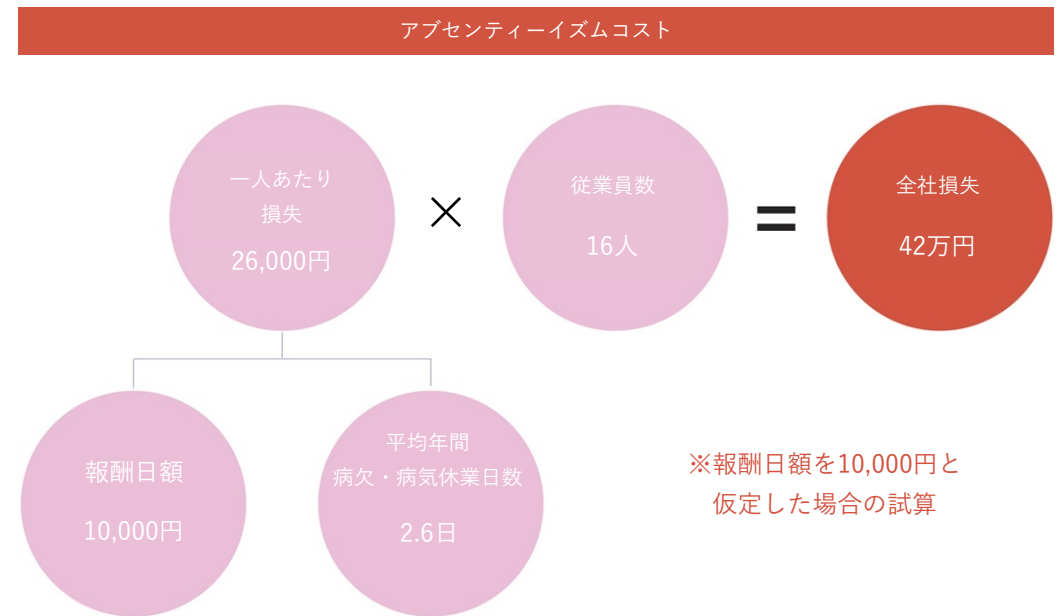 アブセンティーイズムコスト
一人あたり
損失
26,000円
×
従業員数
16人
=
全社損失
42万円
報酬日額
10,000円
平均年間
病欠・病気休業日数
2.6日
※報酬日額を10,000円と
仮定した場合の試算